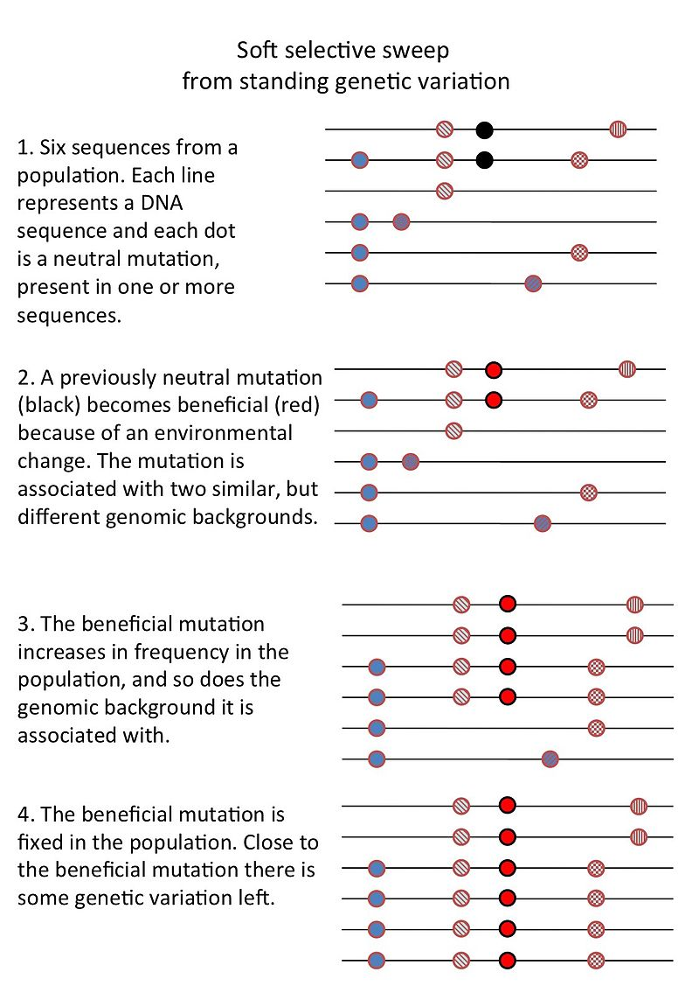 Soft selective sweep
from standing genetic variation
1. Six sequences from a
population. Each line
represents a DNA
sequence and each dot
is a neutral mutation,
present in one or more
sequences.
2. A previously neutral mutation
(black) becomes beneficial (red)
because of an environmental
change. The mutation is
associated with two similar, but
different genomic backgrounds.
3. The beneficial mutation
increases in frequency in the
population, and so does the
genomic background it is
associated with.
4. The beneficial mutation is
fixed in the population. Close to
the beneficial mutation there is
some genetic variation left.